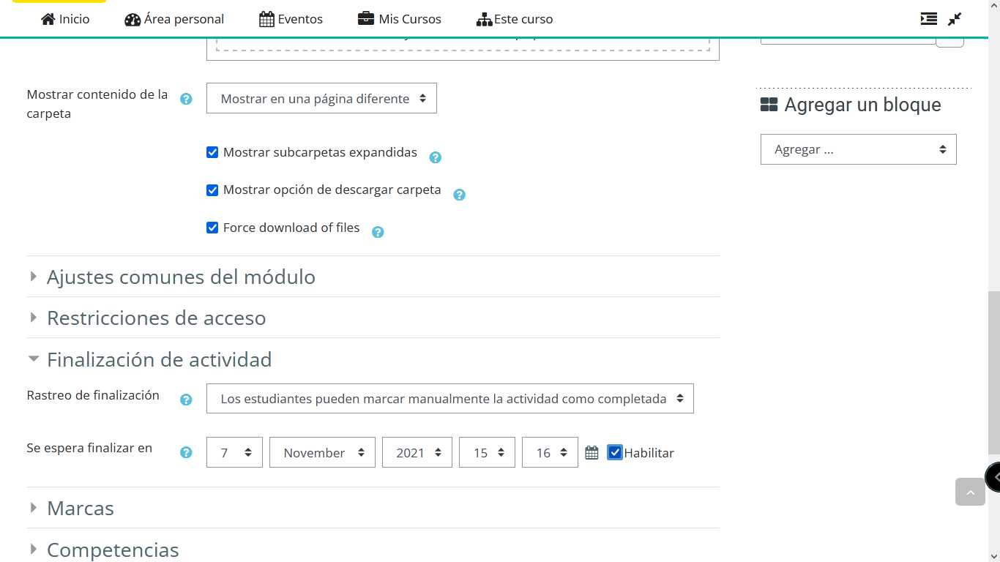 Inicio Área personal Eventos Mis Cursos Este curso
Mostrar contenido de la
carpeta
Mostrar en una página diferente
Agregar un bloque
Agregar ...
Mostrar subcarpetas expandidas
Mostrar opción de descargar carpeta
Force download of files
Ajustes comunes del módulo
Restricciones de acceso
Finalización de actividad
Rastreo de finalización Los estudiantes pueden marcar manualmente la actividad como completada
Se espera finalizar en 7 November 2021 15 16 Habilitar
Marcas
Competencias